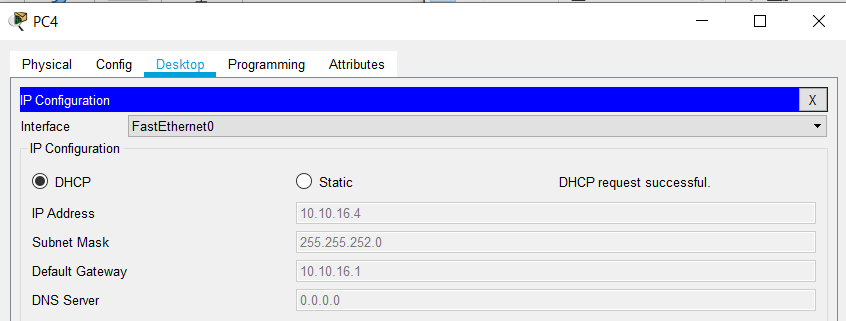 PC4
Physical Config Desktop Programming Attributes
IP Configuration X
Interface FastEthernet0
IP Configuration
DHCP Static DHCP request successful.
IP Address 10.10.16.4
Subnet Mask 255.255.252.0
Default Gateway 10.10.16.1
DNS Server 0.0.0.0